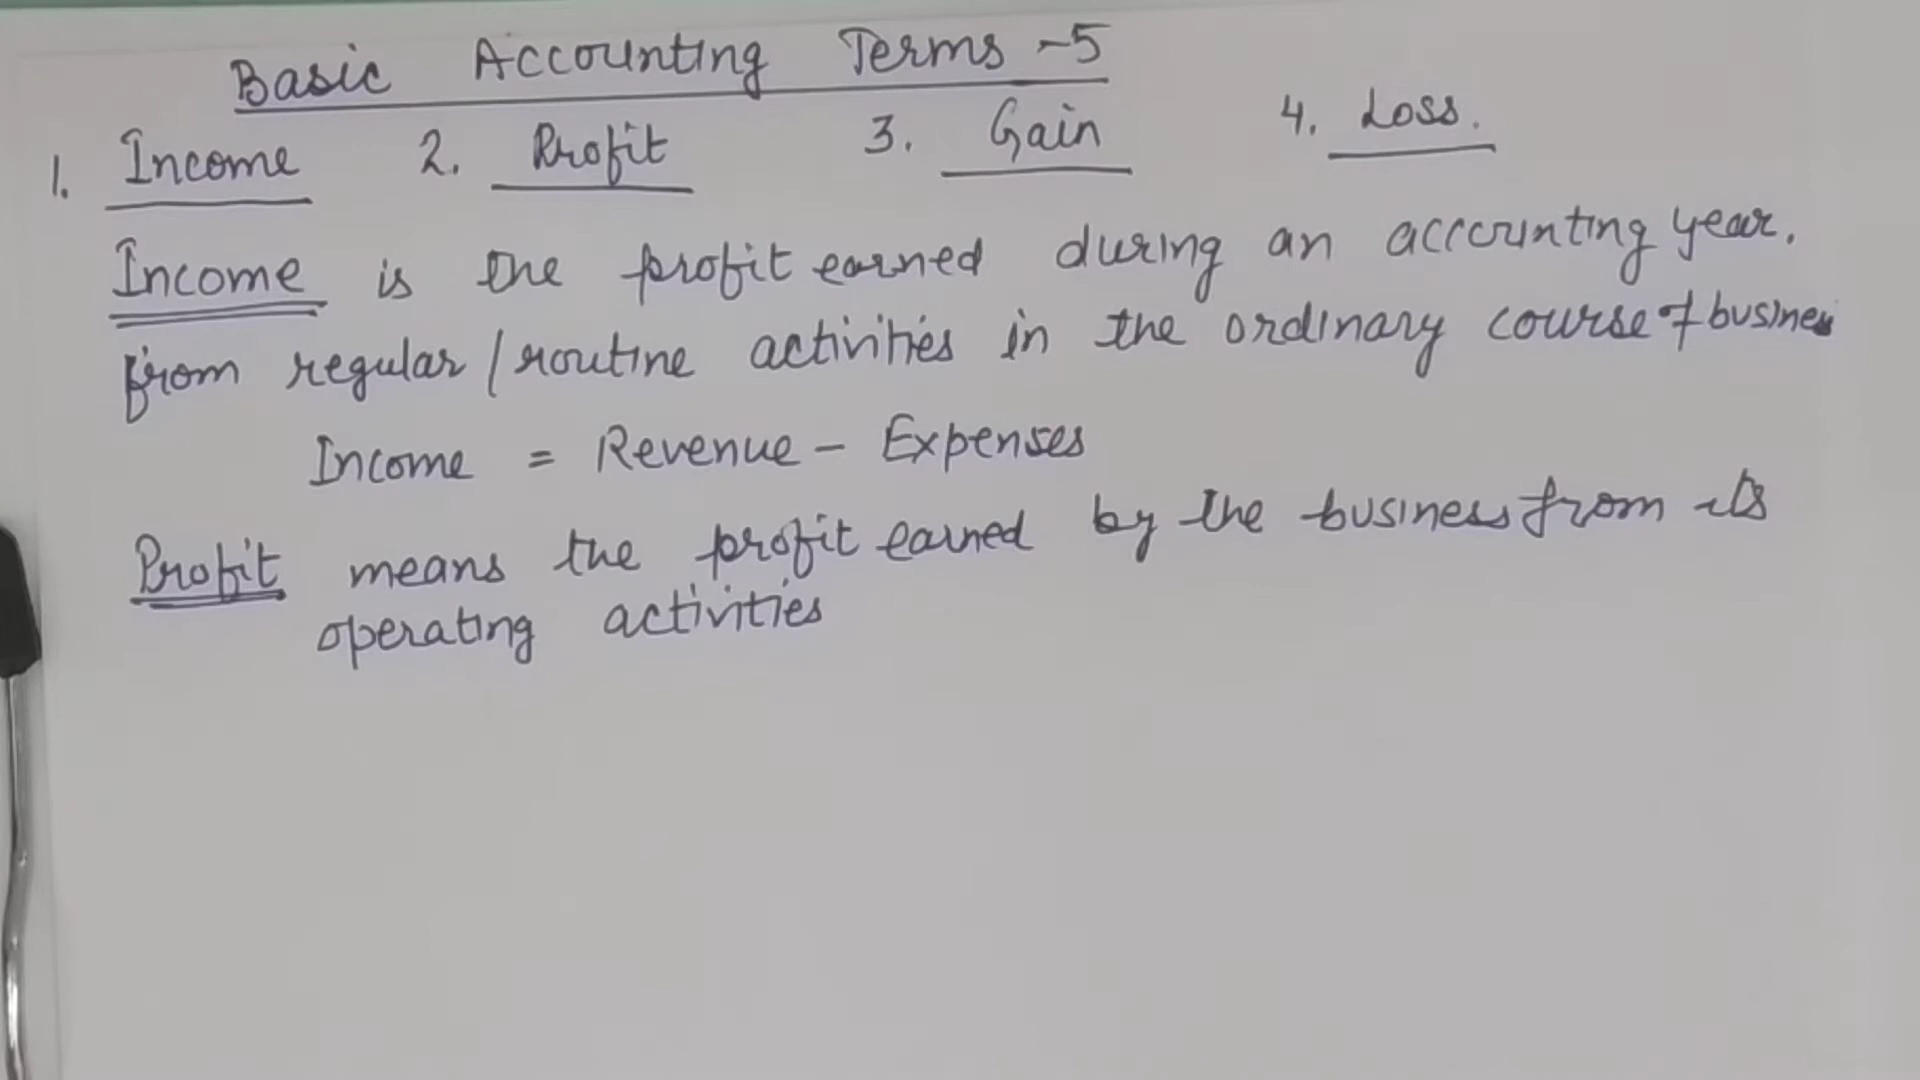 Basic Accounting Terms -5
1. Income 2. Profit 3. Gain 4. Loss.
Income is the profit earned during an accounting year.
from regular / routine activities in the ordinary course of business
Income = Revenue - Expenses
Profit means the profit earned by the business from its
operating activities